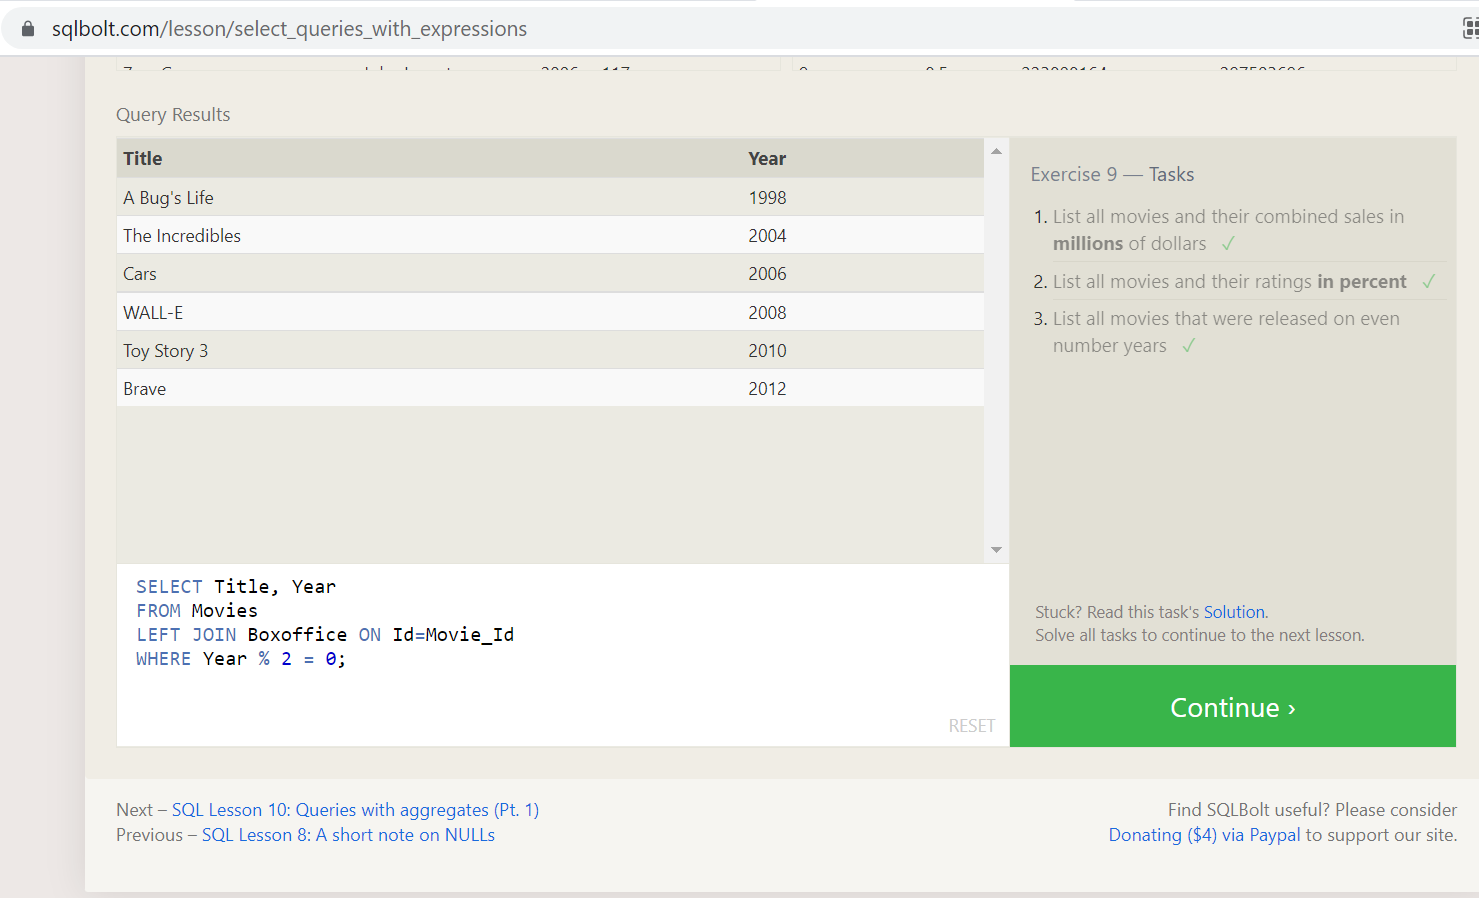 sqlbolt.com/lesson/select_queries_with_expressions
Query Results
Title Year
A Bug's Life 1998
The Incredibles 2004
Cars 2006
WALL-E 2008
Toy Story 3 2010
Brave 2012
Exercise 9 — Tasks
1. List all movies and their combined sales in
millions of dollars ✓
2. List all movies and their ratings in percent ✓
3. List all movies that were released on even
number years ✓
SELECT Title, Year
FROM Movies
LEFT JOIN Boxoffice ON Id=Movie_Id
WHERE Year % 2 = 0;
RESET
Stuck? Read this task's Solution.
Solve all tasks to continue to the next lesson.
Continue ›
Next – SQL Lesson 10: Queries with aggregates (Pt. 1)
Previous – SQL Lesson 8: A short note on NULLs
Find SQLBolt useful? Please consider
Donating ($4) via Paypal to support our site.